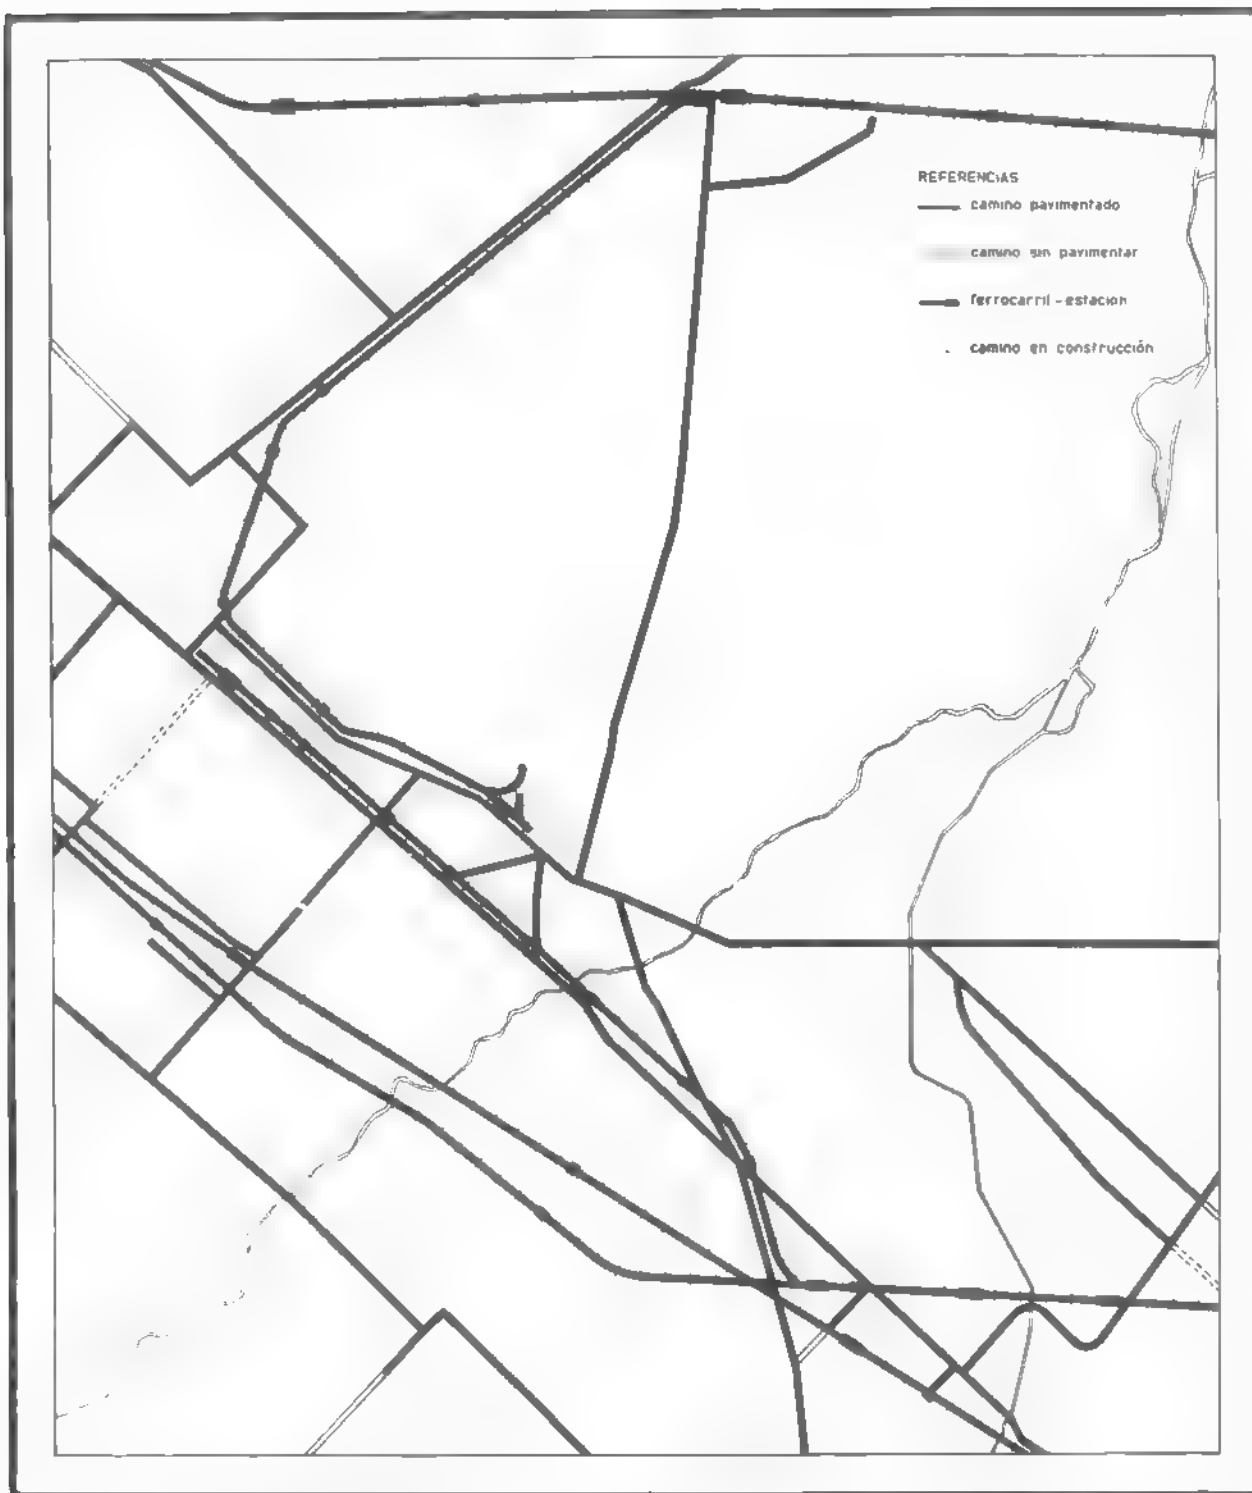 REFERENCIAS
camino pavimentado
camino sin pavimentar
ferrocarril - estacion
camino en construcción